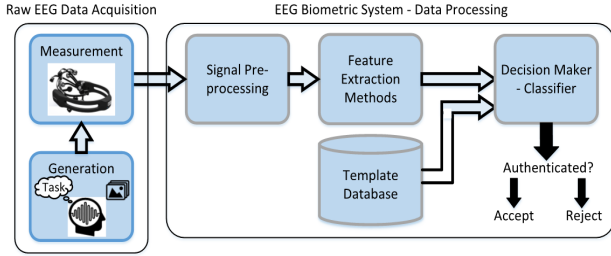 Raw EEG Data Acquisition
EEG Biometric System - Data Processing
Measurement
Generation
Task
Signal Pre-
processing
Feature
Extraction
Methods
Template
Database
Decision Maker
- Classifier
Authenticated?
Accept
Reject